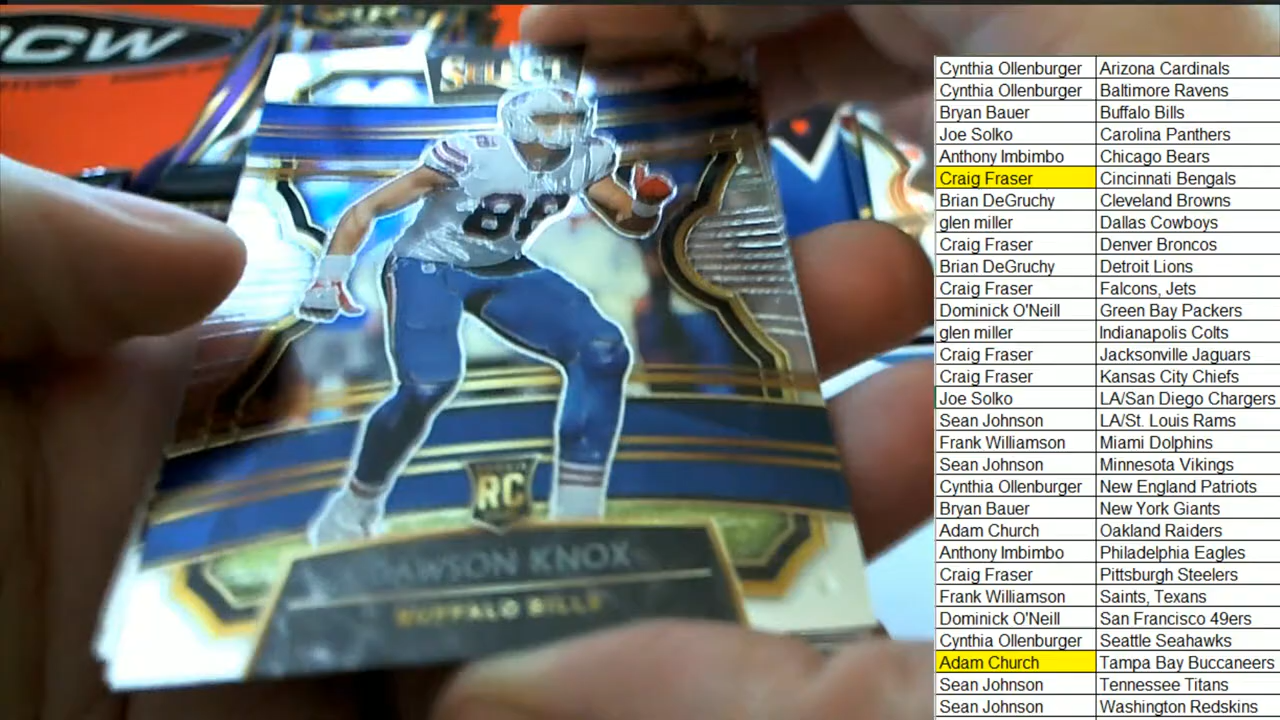 CW
SELECT
88
RC
DAWSON KNOX
BUFFALO BILLS
Cynthia Ollenburger Arizona Cardinals
Cynthia Ollenburger Baltimore Ravens
Bryan Bauer Buffalo Bills
Joe Solko Carolina Panthers
Anthony Imbimbo Chicago Bears
Craig Fraser Cincinnati Bengals
Brian DeGruchy Cleveland Browns
glen miller Dallas Cowboys
Craig Fraser Denver Broncos
Brian DeGruchy Detroit Lions
Craig Fraser Falcons, Jets
Dominick O'Neill Green Bay Packers
glen miller Indianapolis Colts
Craig Fraser Jacksonville Jaguars
Craig Fraser Kansas City Chiefs
Joe Solko LA/San Diego Chargers
Sean Johnson LA/St. Louis Rams
Frank Williamson Miami Dolphins
Sean Johnson Minnesota Vikings
Cynthia Ollenburger New England Patriots
Bryan Bauer New York Giants
Adam Church Oakland Raiders
Anthony Imbimbo Philadelphia Eagles
Craig Fraser Pittsburgh Steelers
Frank Williamson Saints, Texans
Dominick O'Neill San Francisco 49ers
Cynthia Ollenburger Seattle Seahawks
Adam Church Tampa Bay Buccaneers
Sean Johnson Tennessee Titans
Sean Johnson Washington Redskins